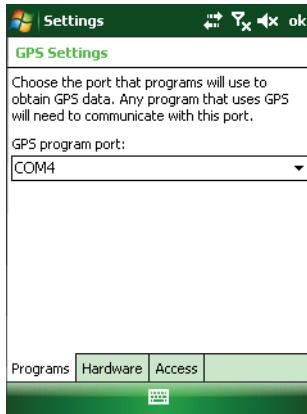 Settings ok
GPS Settings
Choose the port that programs will use to
obtain GPS data. Any program that uses GPS
will need to communicate with this port.
GPS program port:
COM4
Programs Hardware Access